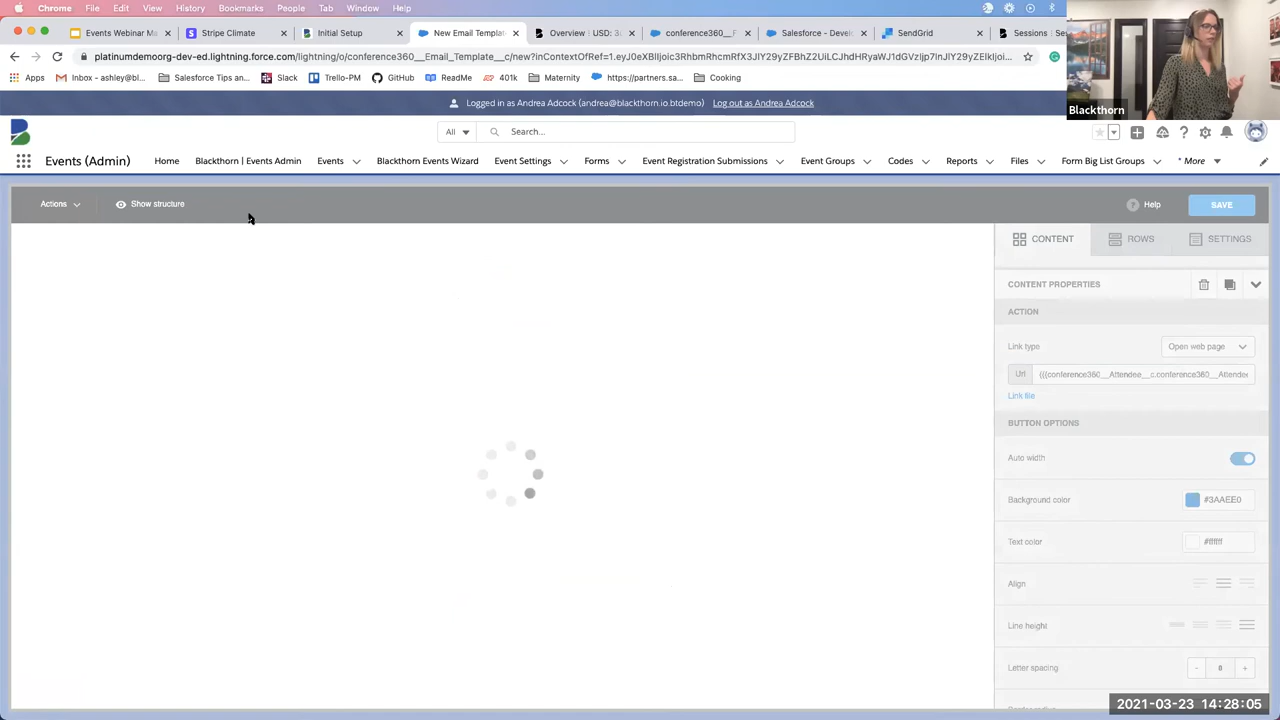 Chrome File Edit View History Bookmarks People Tab Window Help
Events Webinar Ma
Stripe Climate
Initial Setup
New Email Templat
Overview | USD: 3
conference360__F
Salesforce - Develo
SendGrid
Sessions | Se
platinumdemoorg-dev-ed.lightning.force.com/lightning/o/conference360__Email_Template__c/new?inContextOfRef=1.
Apps Inbox - ashley@bl... Salesforce Tips an... Slack Trello-PM GitHub ReadMe 401k Maternity https://partners.sa... Cooking
Blackthorn
Logged in as Andrea Adcock (andrea@blackthorn.io.btdemo) Log out as Andrea Adcock
All Search...
Events (Admin) Home Blackthorn | Events Admin Events Blackthorn Events Wizard Event Settings Forms Event Registration Submissions Event Groups Codes Reports Files Form Big List Groups * More
Actions Show structure Help SAVE
CONTENT ROWS SETTINGS
CONTENT PROPERTIES
ACTION
Link type Open web page
Url {{{conference360__Attendee__c.conference360__Attendee
Link file
BUTTON OPTIONS
Auto width
Background color #3AAEE0
Text color #ffffff
Align
Line height
Letter spacing - 0 +
2021-03-23 14:28:05